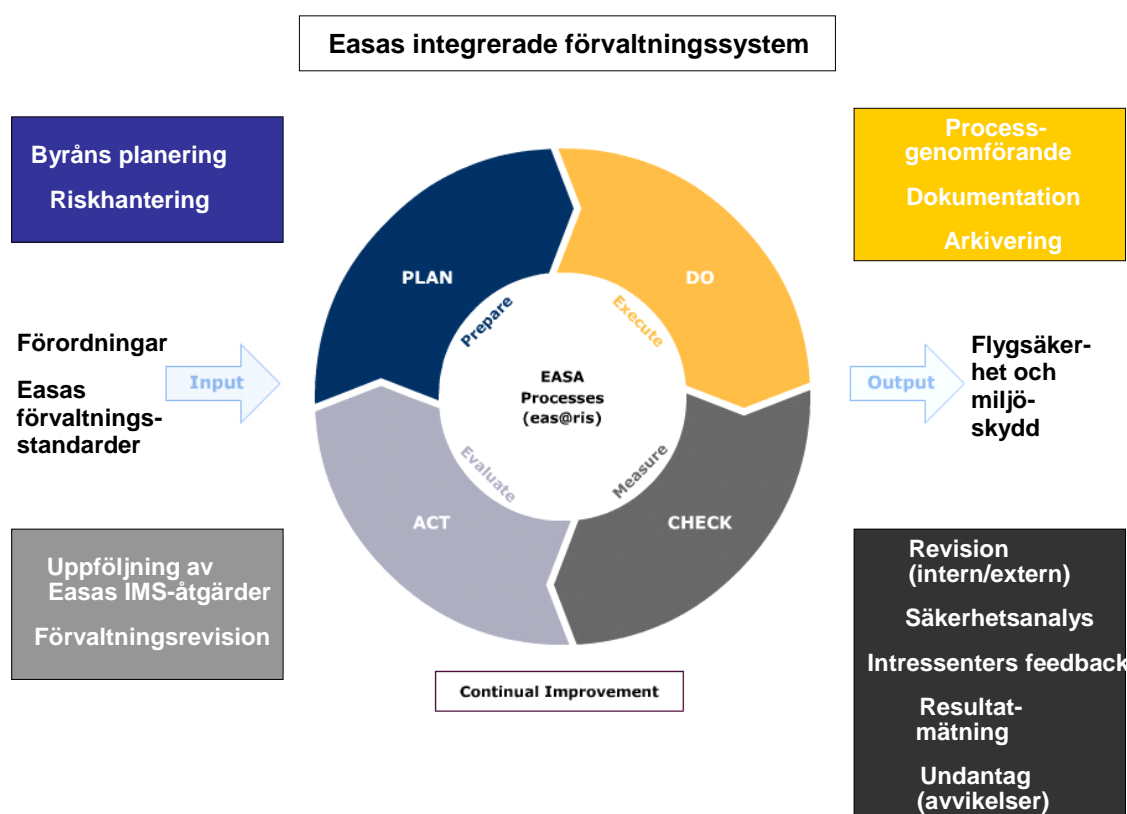 Easas integrerade förvaltningssystem
Byråns planering
Riskhantering
Process-
genomförande
Dokumentation
Arkivering
PLAN
DO
Prepare
Execute
Förordningar
Easas
förvaltnings-
standarder
Input
EASA
Processes
(eas@ris)
Output
Flygsäker-
het och
miljö-
skydd
Evaluate
Measure
ACT
CHECK
Uppföljning av
Easas IMS-åtgärder
Förvaltningsrevision
Revision
(intern/extern)
Säkerhetsanalys
Intressenters feedback
Resultat-
mätning
Undantag
(avvikelser)
Continual Improvement